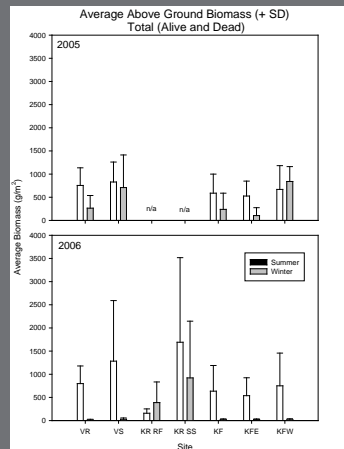 Average Above Ground Biomass (+ SD)
Total (Alive and Dead)
2005
4000
3500
3000
2500
2000
1500
1000
500
0
n/a
n/a
Average Biomass (g/m²)
2006
4000
3500
3000
2500
2000
1500
1000
500
0
Summer
Winter
VR VS KR RF KR SS KF KFE KFW
Site